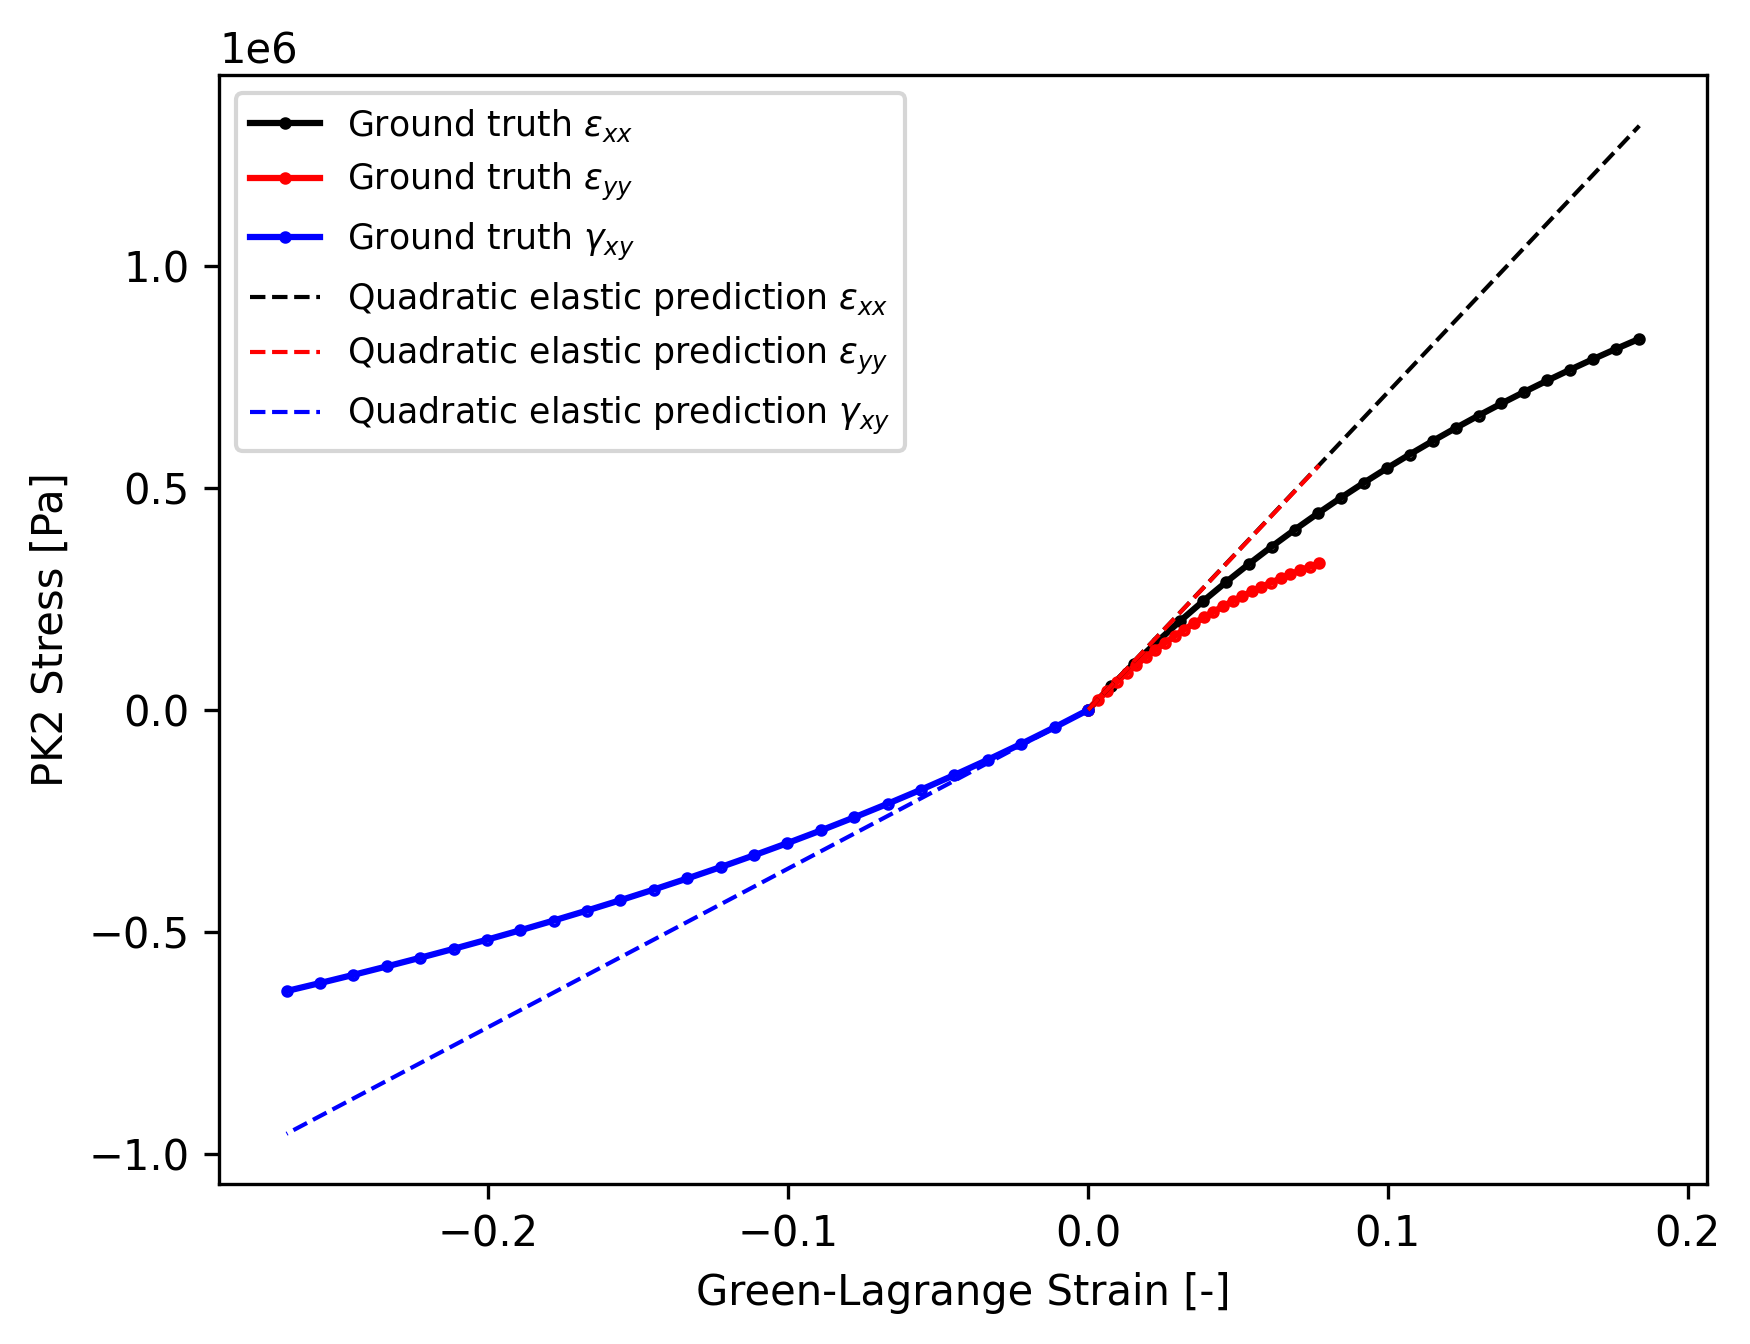 1e6
Ground truth εxx
Ground truth εyy
Ground truth γxy
Quadratic elastic prediction εxx
Quadratic elastic prediction εyy
Quadratic elastic prediction γxy
1.0
0.5
0.0
−0.5
−1.0
PK2 Stress [Pa]
−0.2 −0.1 0.0 0.1 0.2
Green-Lagrange Strain [-]